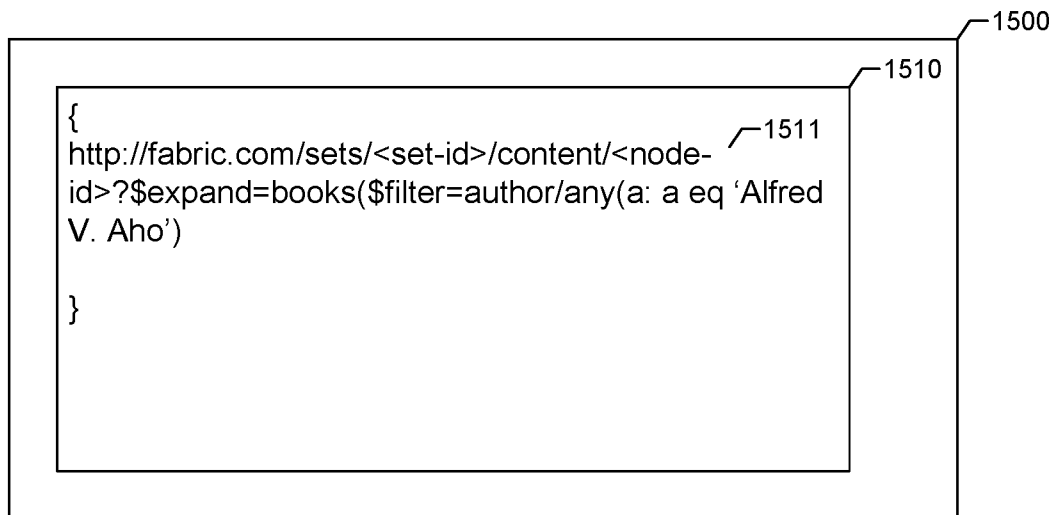 1500
1510
{
1511
http://fabric.com/sets/<set-id>/content/<node-
id>?$expand=books($filter=author/any(a: a eq ‘Alfred
V. Aho’)
}